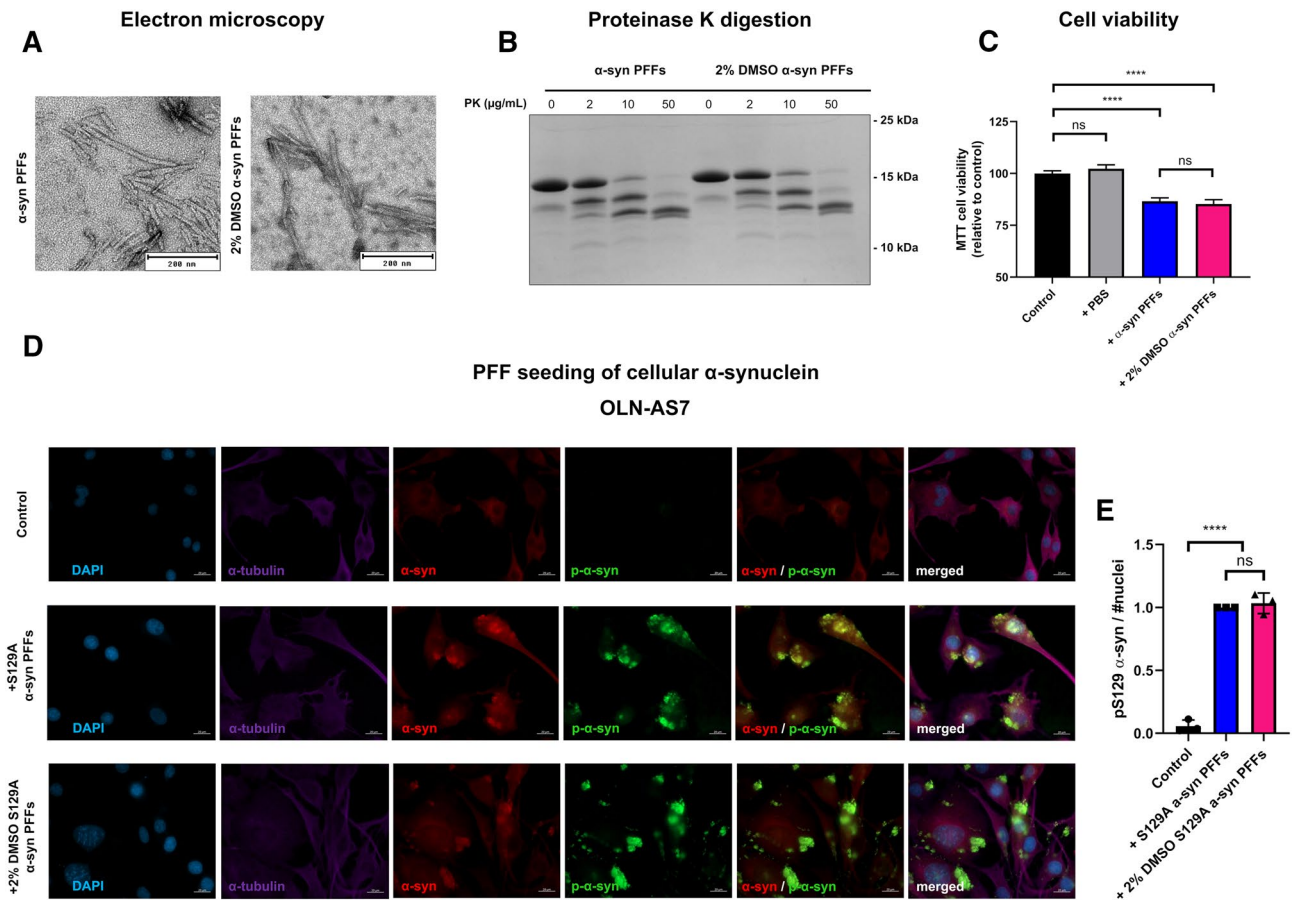 Electron microscopy
Proteinase K digestion
Cell viability
A
B
C
α-syn PFFs
200 nm
2% DMSO α-syn PFFs
200 nm
α-syn PFFs
2% DMSO α-syn PFFs
PK (µg/mL)
0 2 10 50 0 2 10 50
- 25 kDa
- 15 kDa
- 10 kDa
****
****
ns
ns
125
100
75
50
MTT cell viability
(relative to control)
Control
+ PBS
+ α-syn PFFs
+ 2% DMSO α-syn PFFs
D
PFF seeding of cellular α-synuclein
OLN-AS7
Control
DAPI
α-tubulin
α-syn
p-α-syn
α-syn / p-α-syn
merged
+S129A
α-syn PFFs
DAPI
α-tubulin
α-syn
p-α-syn
α-syn / p-α-syn
merged
+2% DMSO S129A
α-syn PFFs
DAPI
α-tubulin
α-syn
p-α-syn
α-syn / p-α-syn
merged
E
****
ns
1.5
1.0
0.5
0.0
pS129 α-syn / #nuclei
Control
+ S129A a-syn PFFs
+ 2% DMSO S129A a-syn PFFs